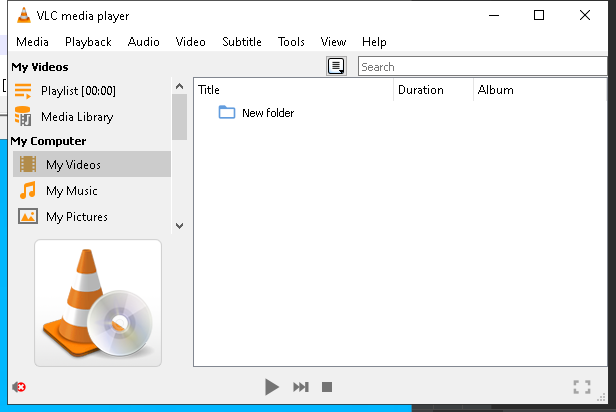 VLC media player
Media Playback Audio Video Subtitle Tools View Help
My Videos
Search
Playlist [00:00]
Media Library
My Computer
My Videos
My Music
My Pictures
Title Duration Album
New folder